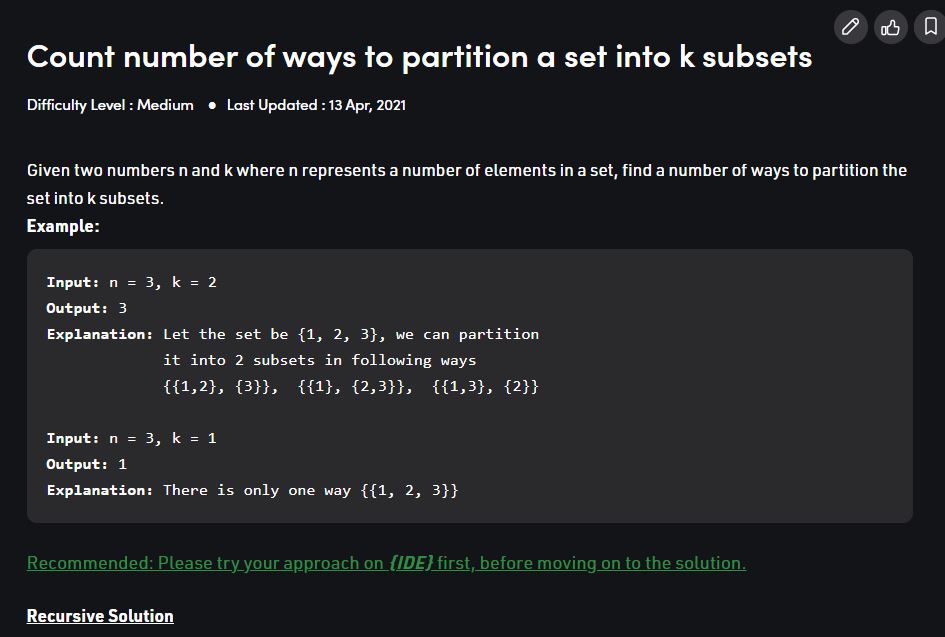 Count number of ways to partition a set into k subsets
Difficulty Level : Medium ● Last Updated : 13 Apr, 2021
Given two numbers n and k where n represents a number of elements in a set, find a number of ways to partition the
set into k subsets.
Example:
Input: n = 3, k = 2
Output: 3
Explanation: Let the set be {1, 2, 3}, we can partition
it into 2 subsets in following ways
{{1,2}, {3}}, {{1}, {2,3}}, {{1,3}, {2}}
Input: n = 3, k = 1
Output: 1
Explanation: There is only one way {{1, 2, 3}}
Recommended: Please try your approach on {IDE} first, before moving on to the solution.
Recursive Solution